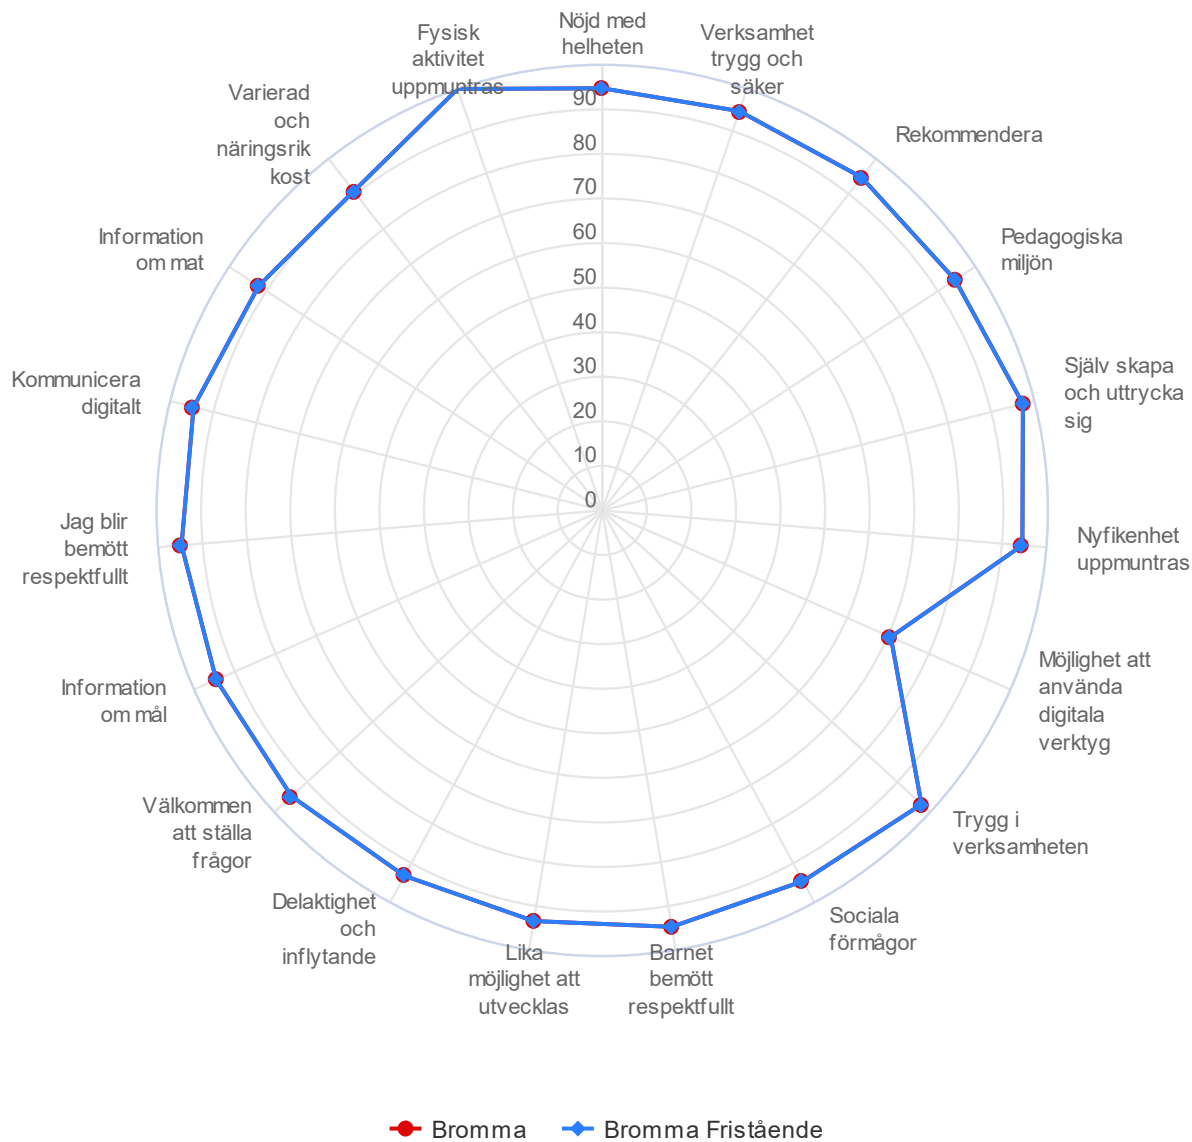 Nöjd med
helheten
Verksamhet
trygg och
säker
Rekommendera
Pedagogiska
miljön
Själv skapa
och uttrycka
sig
Nyfikenhet
uppmuntras
Möjlighet att
använda
digitala
verktyg
Trygg i
verksamheten
Sociala
förmågor
Barnet
bemött
respektfullt
Lika
möjlighet att
utvecklas
Delaktighet
och
inflytande
Välkommen
att ställa
frågor
Information
om mål
Jag blir
bemött
respektfullt
Kommunicera
digitalt
Information
om mat
Varierad
och
näringsrik
kost
Fysisk
aktivitet
uppmuntras
90
80
70
60
50
40
30
20
10
0
Bromma
Bromma Fristående